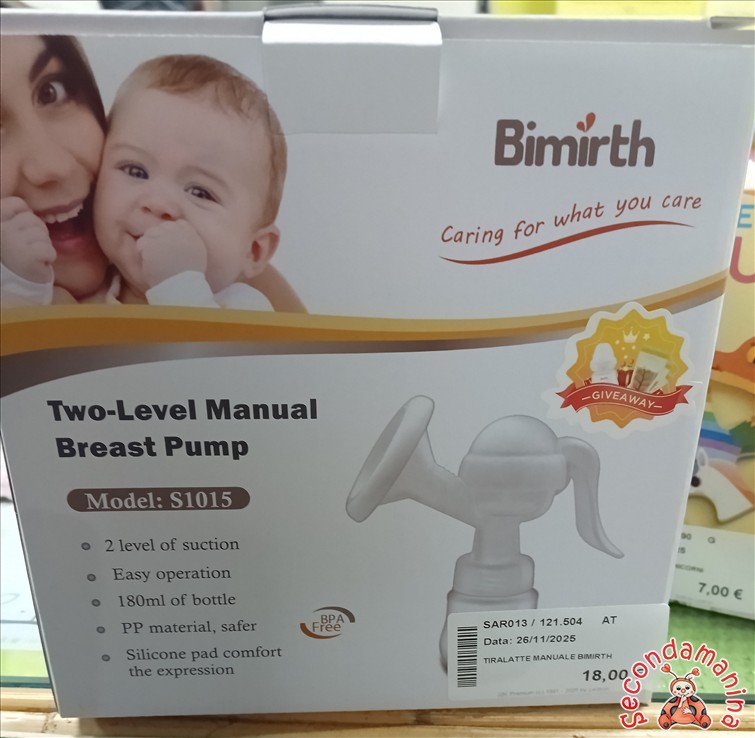 Bimirth
Caring for what you care
GIVEAWAY
Two-Level Manual
Breast Pump
Model: S1015
2 level of suction
Easy operation
180ml of bottle
PP material, safer
Silicone pad comfort
the expression
BPA
Free
SAR013 / 121.504 AT
Data: 26/11/2025
TIRALATTE MANUALE BIMIRTH
18,00
7,00 €
Secondamanina